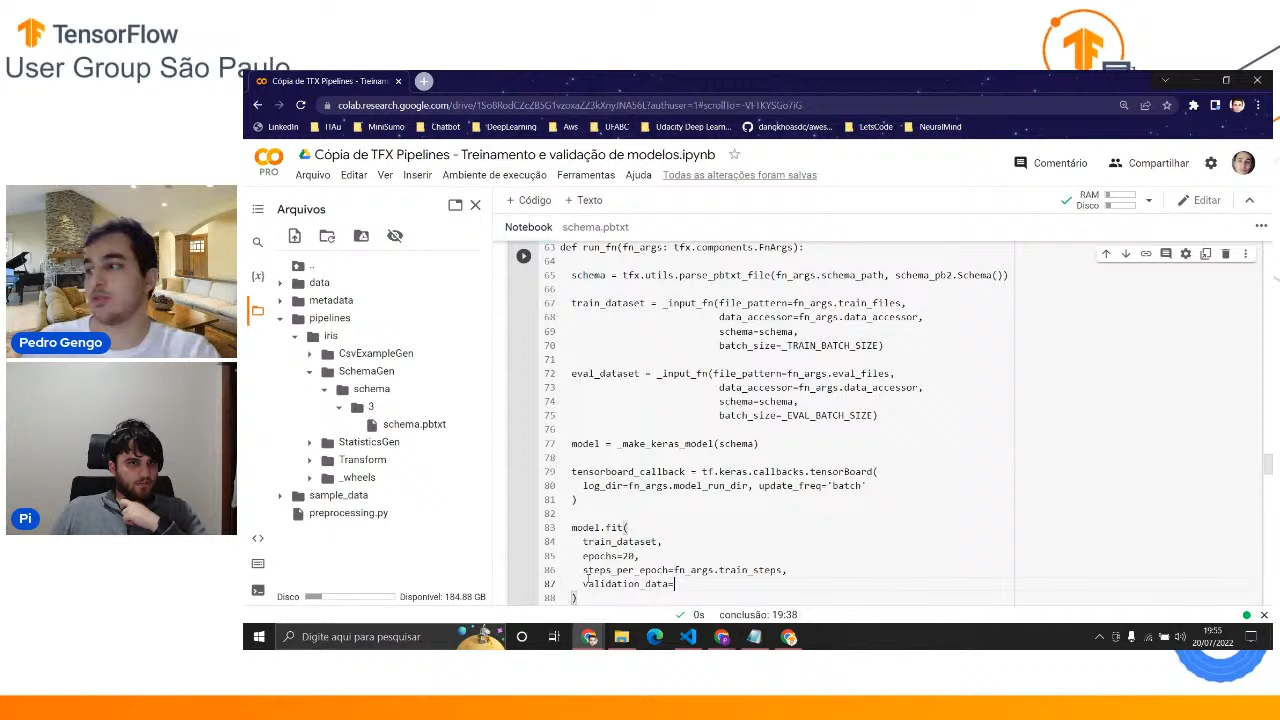 TensorFlow
User Group São Paulo
Cópia de TFX Pipelines - Treinam
colab.research.google.com/drive/
LinkedIn
ITAu
MiniSumo
Chatbot
DeepLearning
Aws
UFABC
Udacity Deep Learn...
dangkhoasdc/awes...
LetsCode
NeuralMind
CO
PRO
Cópia de TFX Pipelines - Treinamento e validação de modelos.ipynb
Comentário
Compartilhar
Arquivo Editar Ver Inserir Ambiente de execução Ferramentas Ajuda Todas as alterações foram salvas
Arquivos
+ Código + Texto
RAM
Disco
Editar
Notebook schema.pbtxt
..
data
metadata
pipelines
iris
CsvExampleGen
SchemaGen
schema
3
schema.pbtxt
StatisticsGen
Transform
_wheels
sample_data
preprocessing.py
Disco
Disponível: 184.88 GB
63 def run_fn(fn_args: tfx.components.FnArgs):
64
65 schema = tfx.utils.parse_pbtxt_file(fn_args.schema_path, schema_pb2.Schema())
66
67 train_dataset = _input_fn(file_pattern=fn_args.train_files,
68 data_accessor=fn_args.data_accessor,
69 schema=schema,
70 batch_size=_TRAIN_BATCH_SIZE)
71
72 eval_dataset = _input_fn(file_pattern=fn_args.eval_files,
73 data_accessor=fn_args.data_accessor,
74 schema=schema,
75 batch_size=_EVAL_BATCH_SIZE)
76
77 model = _make_keras_model(schema)
78
79 tensorboard_callback = tf.keras.callbacks.tensorBoard(
80 log_dir=fn_args.model_run_dir, update_freq='batch'
81 )
82
83 model.fit(
84 train_dataset,
85 epochs=20,
86 steps_per_epoch=fn_args.train_steps,
87 validation_data=
88 )
0s conclusão: 19:38
Pedro Gengo
Pi
Digite aqui para pesquisar
19:55
20/07/2022